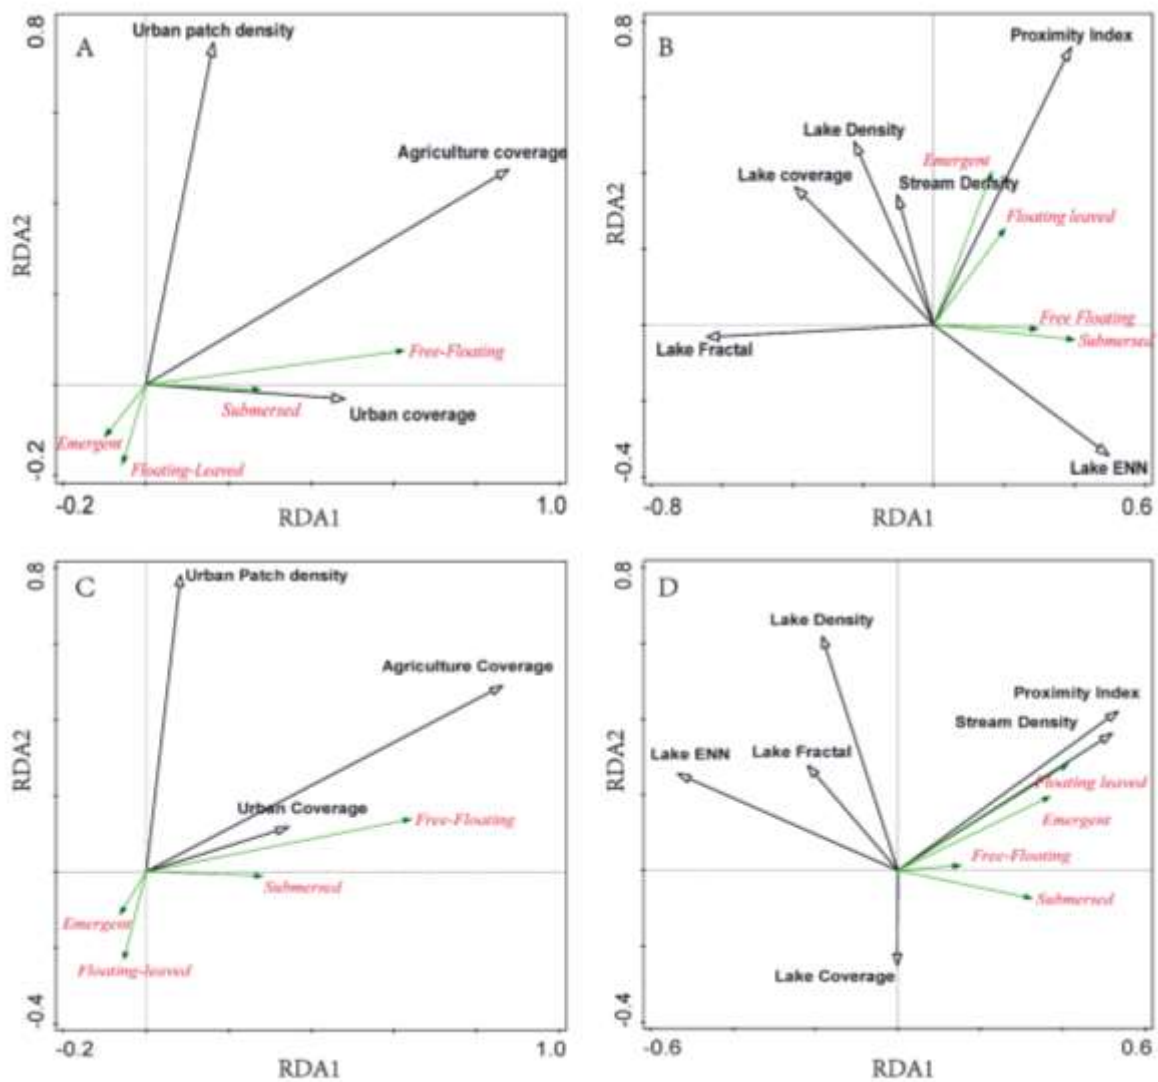 0.8
A
Urban patch density
Agriculture coverage
RDA2
Free-Floating
Submersed
Urban coverage
Emergent
Floating-Leaved
-0.2
-0.2
RDA1
1.0
0.8
B
Proximity Index
Lake Density
Emergent
Lake coverage
Stream Density
RDA2
Floating leaved
Free Floating
Submersed
Lake Fractal
Lake ENN
-0.4
-0.8
RDA1
0.6
0.8
C
Urban Patch density
Agriculture Coverage
RDA2
Urban Coverage
Free-Floating
Submersed
Emergent
Floating-leaved
-0.4
-0.2
RDA1
1.0
0.8
D
Lake Density
Proximity Index
Stream Density
Lake ENN
Lake Fractal
RDA2
Floating leaved
Emergent
Free-Floating
Submersed
Lake Coverage
-0.4
-0.6
RDA1
0.6